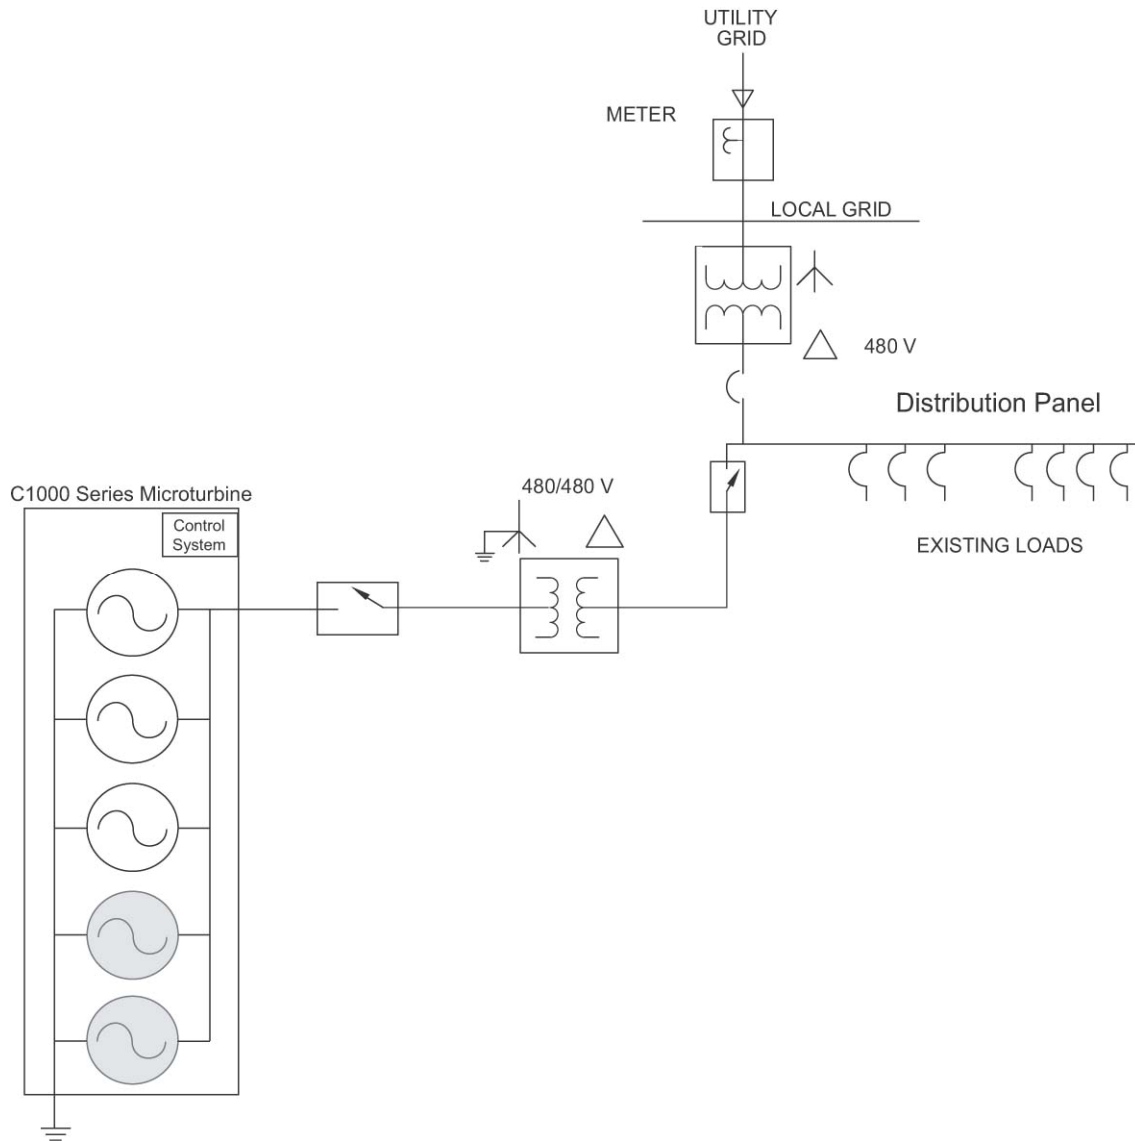 UTILITY
GRID
METER
LOCAL GRID
480 V
Distribution Panel
480/480 V
C1000 Series Microturbine
Control
System
EXISTING LOADS